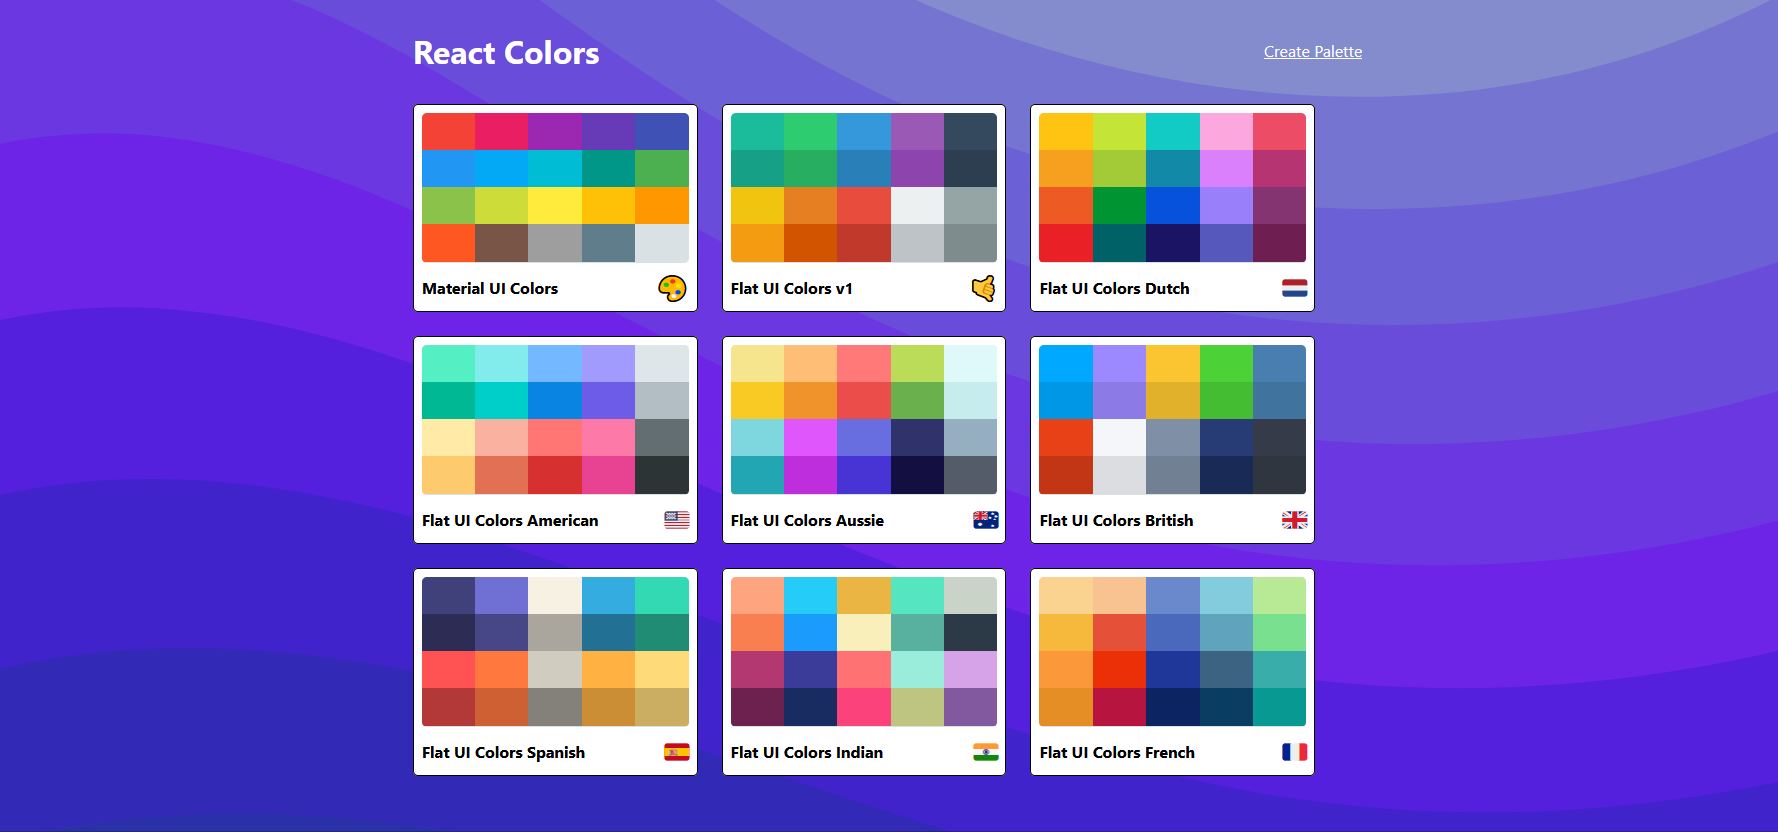 React Colors
Create Palette
Material UI Colors
Flat UI Colors v1
Flat UI Colors Dutch
Flat UI Colors American
Flat UI Colors Aussie
Flat UI Colors British
Flat UI Colors Spanish
Flat UI Colors Indian
Flat UI Colors French